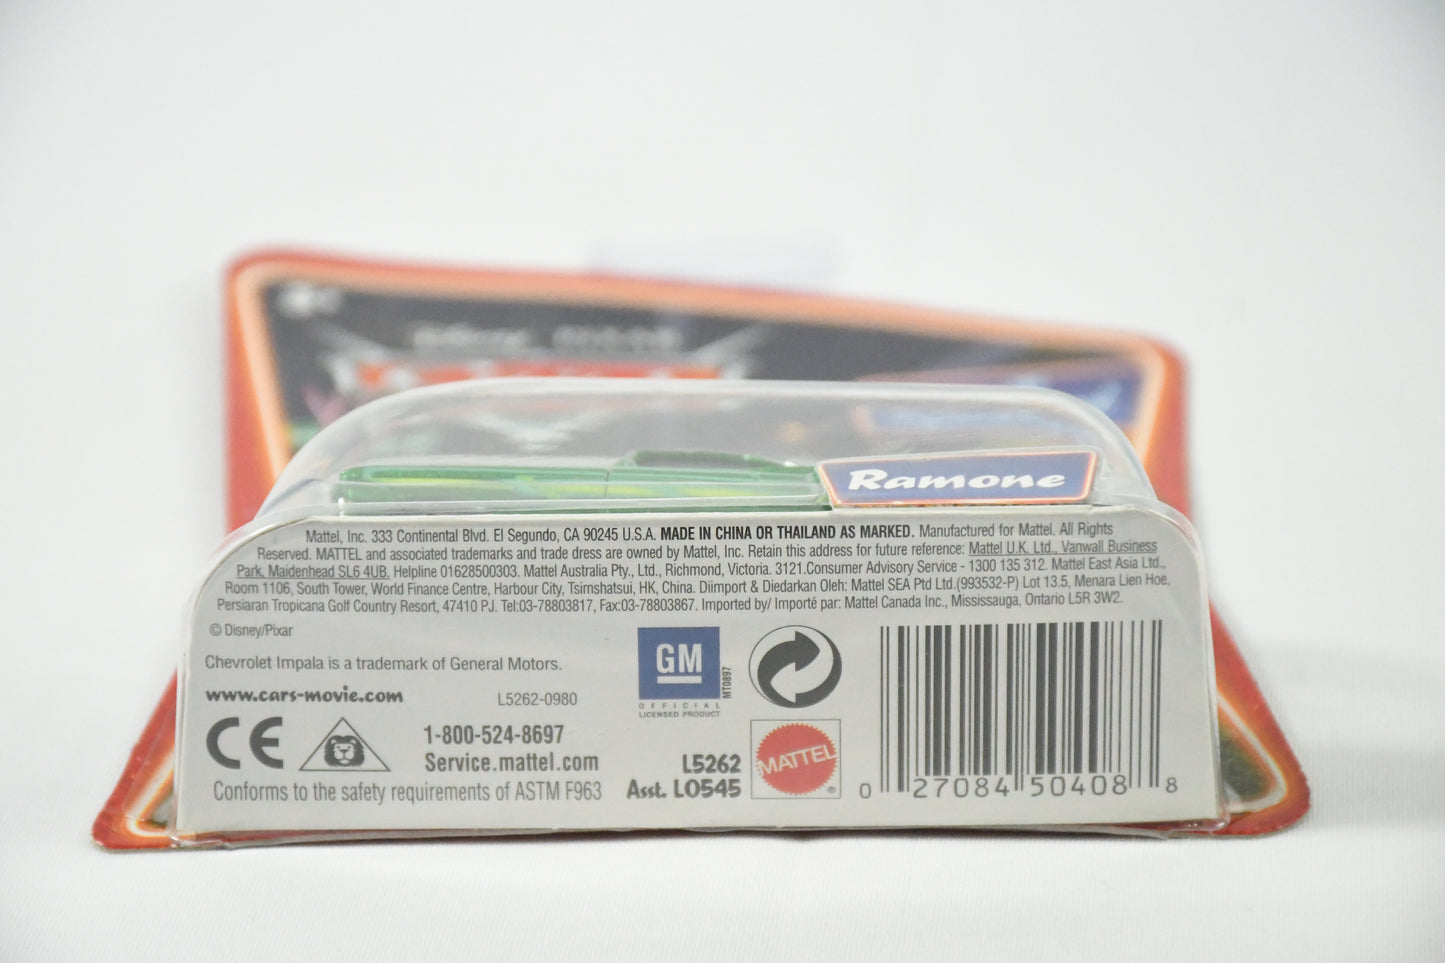 Ramone
Mattel, Inc. 333 Continental Blvd. El Segundo, CA 90245 U.S.A. MADE IN CHINA OR THAILAND AS MARKED. Manufactured for Mattel. All Rights
Reserved. MATTEL and associated trademarks and trade dress are owned by Mattel, Inc. Retain this address for future reference: Mattel U.K. Ltd., Vanwall Business
Park, Maidenhead SL6 4UB. Helpline 01628500303. Mattel Australia Pty., Ltd., Richmond, Victoria. 3121.Consumer Advisory Service - 1300 135 312. Mattel East Asia Ltd.,
Room 1106, South Tower, World Finance Centre, Harbour City, Tsimshatsui, HK, China. Diimport & Diedarkan Oleh: Mattel SEA Ptd Ltd.(993532-P) Lot 13.5, Menara Lien Hoe,
Persiaran Tropicana Golf Country Resort, 47410 PJ. Tel:03-78803817, Fax:03-78803867. Imported by/ Importé par: Mattel Canada Inc., Mississauga, Ontario L5R 3W2.
© Disney/Pixar
Chevrolet Impala is a trademark of General Motors.
www.cars-movie.com
L5262-0980
CE
1-800-524-8697
Service.mattel.com
Conforms to the safety requirements of ASTM F963
GM
MT0897
OFFICIAL
LICENSED PRODUCT
L5262
Asst. L0545
MATTEL
®
0 27084 50408 8